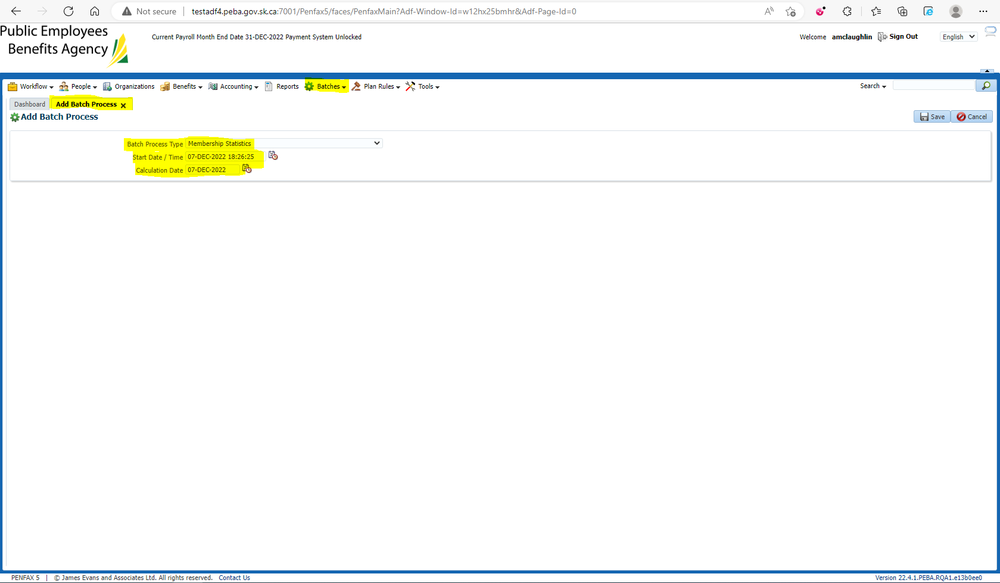 Not secure | testadf4.peba.gov.sk.ca:7001/Penfax5/faces/PenfaxMain?Adf-Window-Id=w12hx25bmhr&Adf-Page-Id=0
Public Employees
Benefits Agency
Current Payroll Month End Date 31-DEC-2022 Payment System Unlocked
Welcome amclaughlin Sign Out English
Workflow People Organizations Benefits Accounting Reports Batches Plan Rules Tools Search
Dashboard Add Batch Process
Add Batch Process Save Cancel
Batch Process Type Membership Statistics
Start Date / Time 07-DEC-2022 18:26:25
Calculation Date 07-DEC-2022
PENFAX 5 | © James Evans and Associates Ltd. All rights reserved. Contact Us Version 22.4.1.PEBA.RQA1.e13b0ee0